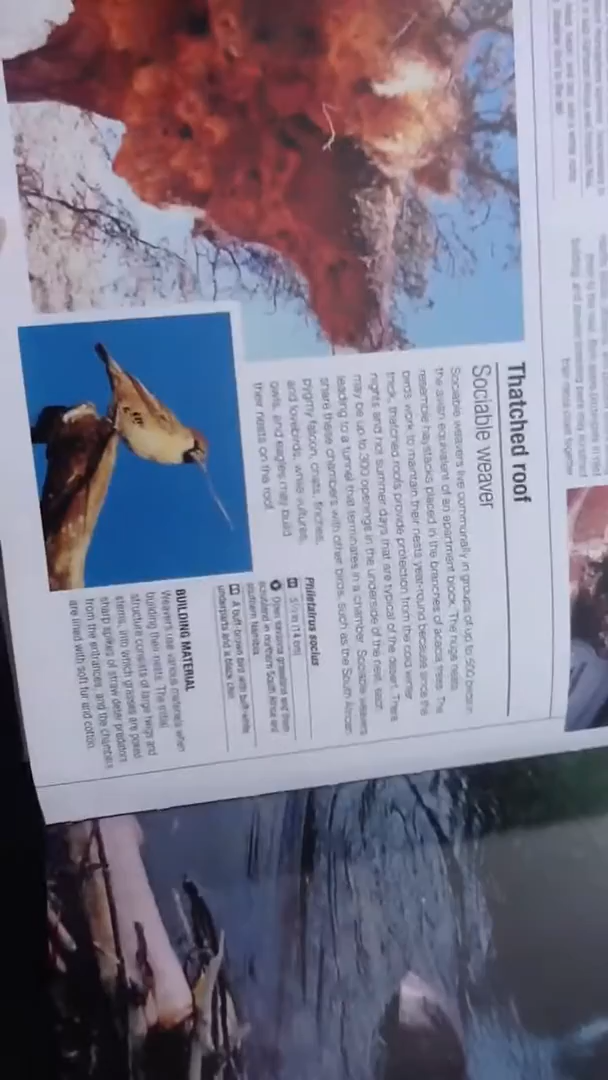 Thatched roof
Sociable weaver
Sociable weavers live communally in groups of up to 500 birds in
the avian equivalent of an apartment block. The huge nests
resemble haystacks placed in the branches of acacia trees. The
birds work to maintain their nests year-round because since the
thick, thatched roofs provide protection from the cold winter
nights and hot summer days that are typical of the desert. There
may be up to 300 openings in the underside of the nest, each
leading to a tunnel that terminates in a chamber. Sociable weavers
share these chambers with other birds, such as the South African
pygmy falcon, chats, finches,
and lovebirds, while vultures,
owls, and eagles may build
their nests on the roof.
Philetairus socius
5½ in (14 cm)
Open savanna grassland and thorn
scrubland in northern South Africa and
southern Namibia
A buff-brown bird with buff-white
underparts and a black chin
BUILDING MATERIAL
Weavers use various materials when
building their nests. The initial
structure consists of large twigs and
stems, into which grasses are poked
sharp spikes of straw deter predators
from the entrances, and the chambers
are lined with soft fur and cotton.